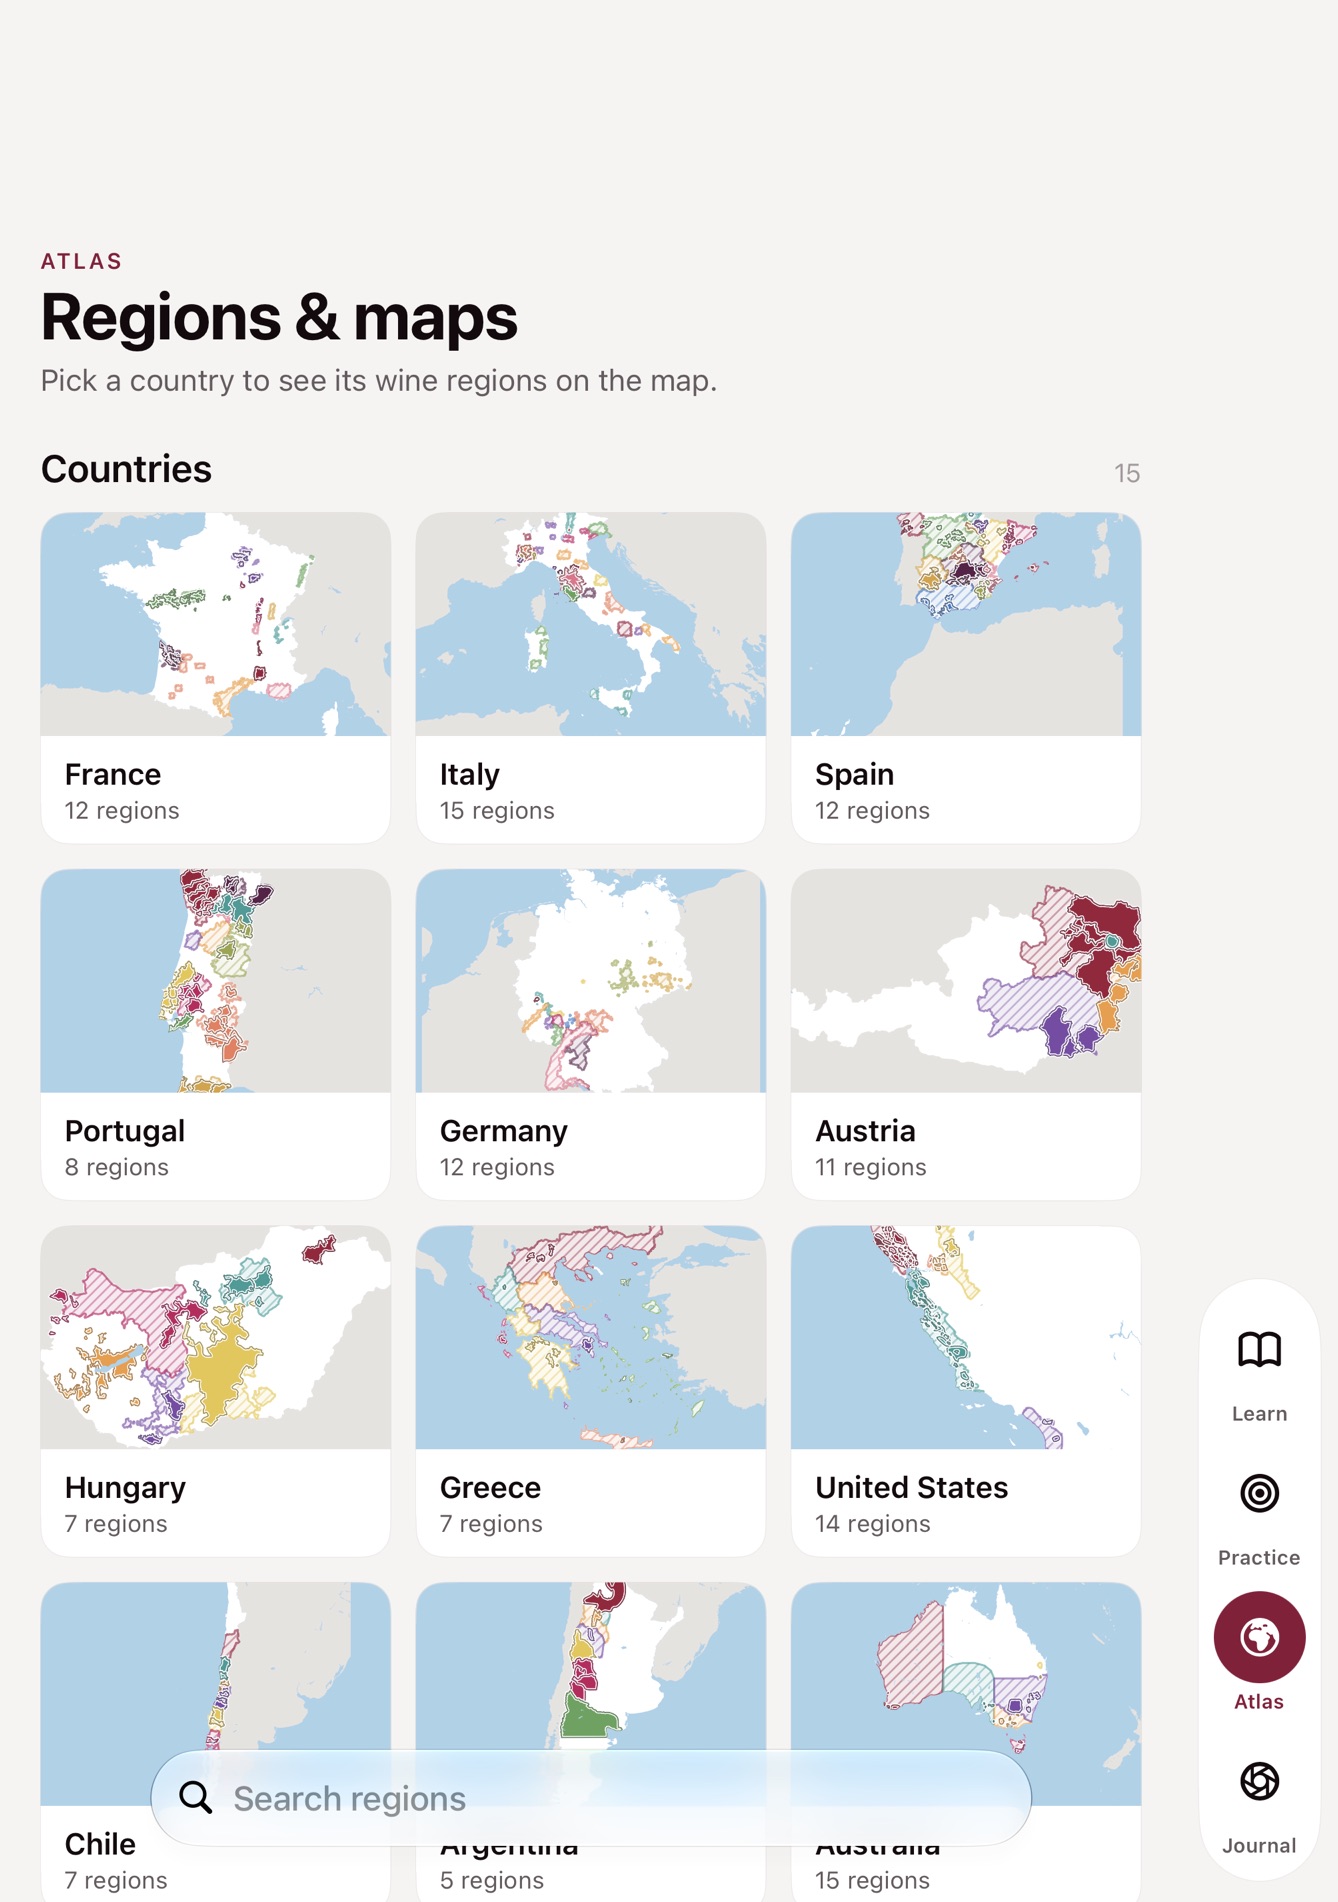 ATLAS
Regions & maps
Pick a country to see its wine regions on the map.
Countries
15
France
12 regions
Italy
15 regions
Spain
12 regions
Portugal
8 regions
Germany
12 regions
Austria
11 regions
Hungary
7 regions
Greece
7 regions
United States
14 regions
Search regions
Chile
7 regions
Argentina
5 regions
Australia
15 regions
Learn
Practice
Atlas
Journal